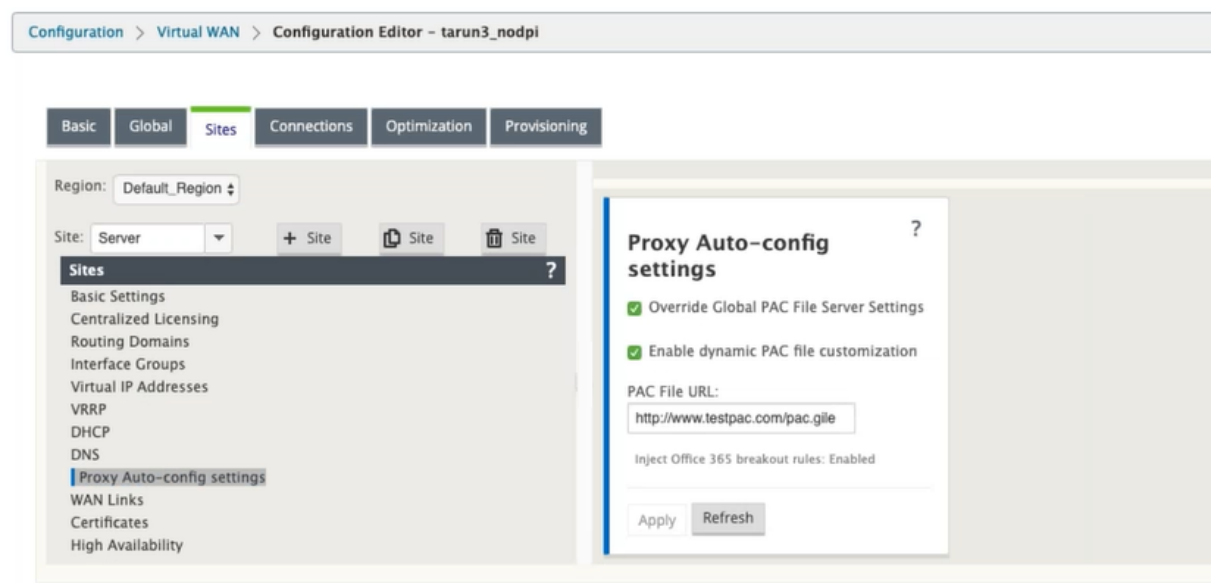 Configuration > Virtual WAN > Configuration Editor - tarun3_nodpi
Basic Global Sites Connections Optimization Provisioning
Region: Default_Region
Site: Server + Site Site Site
Sites ?
Basic Settings
Centralized Licensing
Routing Domains
Interface Groups
Virtual IP Addresses
VRRP
DHCP
DNS
Proxy Auto-config settings
WAN Links
Certificates
High Availability
Proxy Auto-config ?
settings
Override Global PAC File Server Settings
Enable dynamic PAC file customization
PAC File URL:
http://www.testpac.com/pac.gile
Inject Office 365 breakout rules: Enabled
Apply Refresh